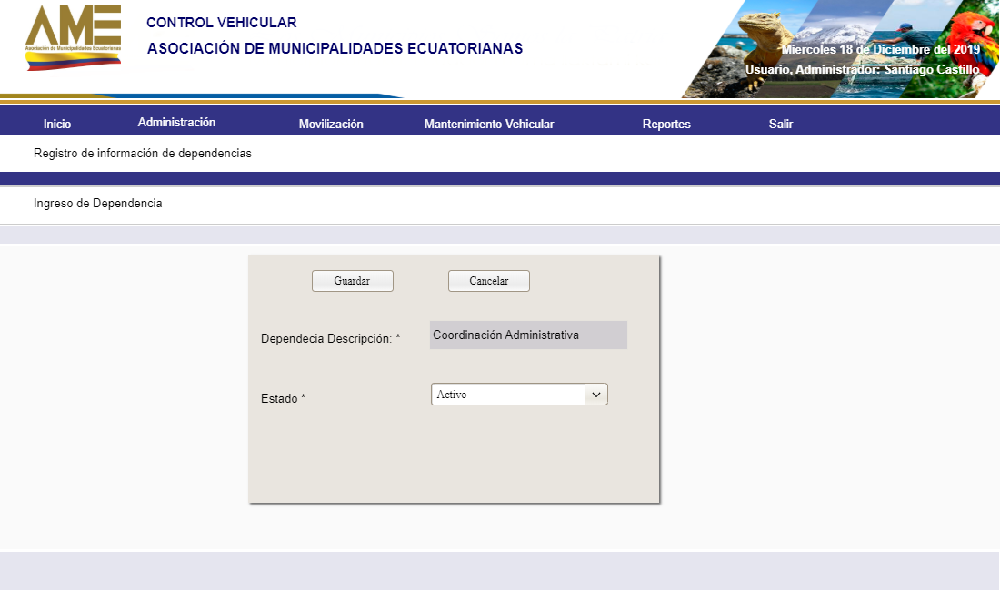 AME
Asociación de Municipalidades Ecuatorianas
CONTROL VEHICULAR
ASOCIACIÓN DE MUNICIPALIDADES ECUATORIANAS
Miercoles 18 de Diciembre del 2019
Usuario, Administrador: Santiago Castillo
Inicio Administración Movilización Mantenimiento Vehicular Reportes Salir
Registro de información de dependencias
Ingreso de Dependencia
Guardar Cancelar
Dependecia Descripción: * Coordinación Administrativa
Estado * Activo